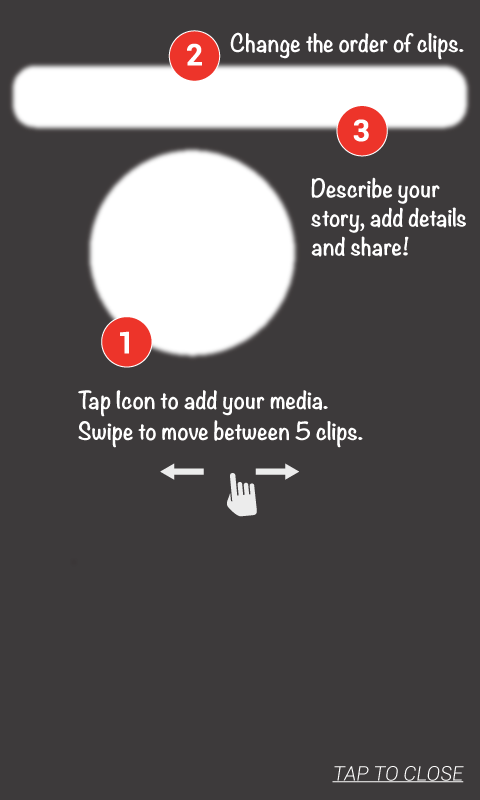 2
Change the order of clips.
3
Describe your
story, add details
and share!
1
Tap Icon to add your media.
Swipe to move between 5 clips.
TAP TO CLOSE